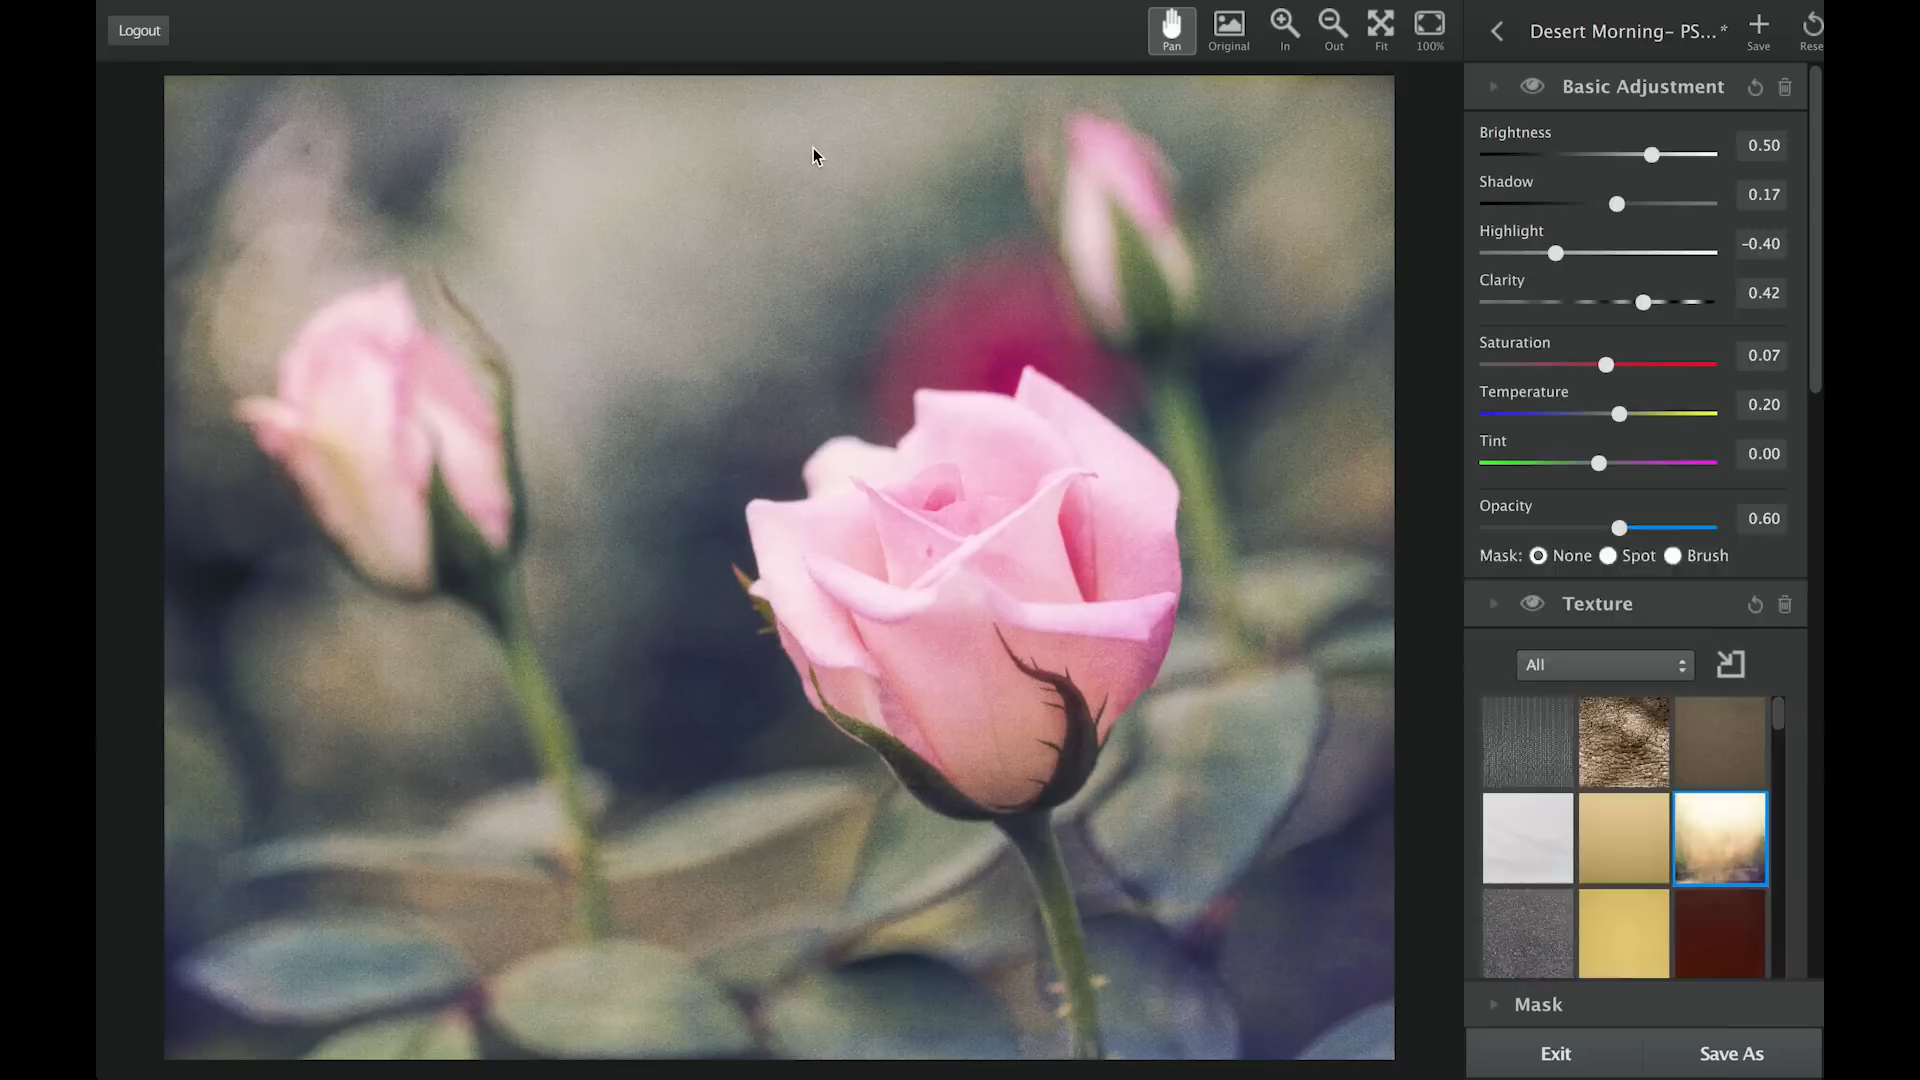 Logout
Pan
Original
In
Out
Fit
100%
Desert Morning– PS...*
Save
Rese
Basic Adjustment
Brightness
0.50
Shadow
0.17
Highlight
-0.40
Clarity
0.42
Saturation
0.07
Temperature
0.20
Tint
0.00
Opacity
0.60
Mask: None Spot Brush
Texture
All
Mask
Exit
Save As